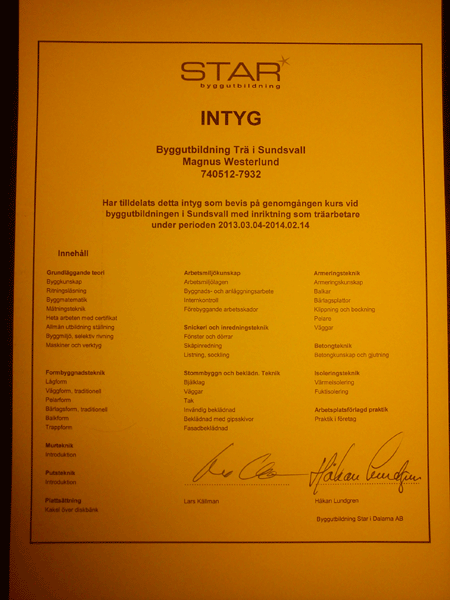 STAR*
byggutbildning
INTYG
Byggutbildning Trä i Sundsvall
Magnus Westerlund
740512-7932
Har tilldelats detta intyg som bevis på genomgången kurs vid
byggutbildningen i Sundsvall med inriktning som träarbetare
under perioden 2013.03.04-2014.02.14
Innehåll
Grundläggande teori
Byggkunskap
Ritningsläsning
Byggmatematik
Mätningsteknik
Heta arbeten med certifikat
Allmän utbildning ställning
Byggmiljö, selektiv rivning
Maskiner och verktyg
Formbyggnadsteknik
Lågform
Väggform, traditionell
Pelarform
Bärlagsform, traditionell
Balkform
Trappform
Murteknik
Introduktion
Putsteknik
Introduktion
Plattsättning
Kakel över diskbänk
Arbetsmiljökunskap
Arbetsmiljölagen
Byggnads- och anläggningsarbete
Internkontroll
Förebyggande arbetsskador
Snickeri och inredningsteknik
Fönster och dörrar
Skåpinredning
Listning, sockling
Stombyggn och beklädn. Teknik
Bjälklag
Väggar
Tak
Invändig beklädnad
Beklädnad med gipsskivor
Fasadbeklädnad
Armeringsteknik
Armeringskunskap
Balkar
Bärlagsplattor
Klippning och bockning
Pelare
Väggar
Betongteknik
Betongkunskap och gjutning
Isoleringsteknik
Värmeisolering
Fuktisolering
Arbetsplatsförlagd praktik
Praktik i företag
Håkan Lundgren
Lars Källman
Håkan Lundgren
Byggutbildning Star i Dalarna AB